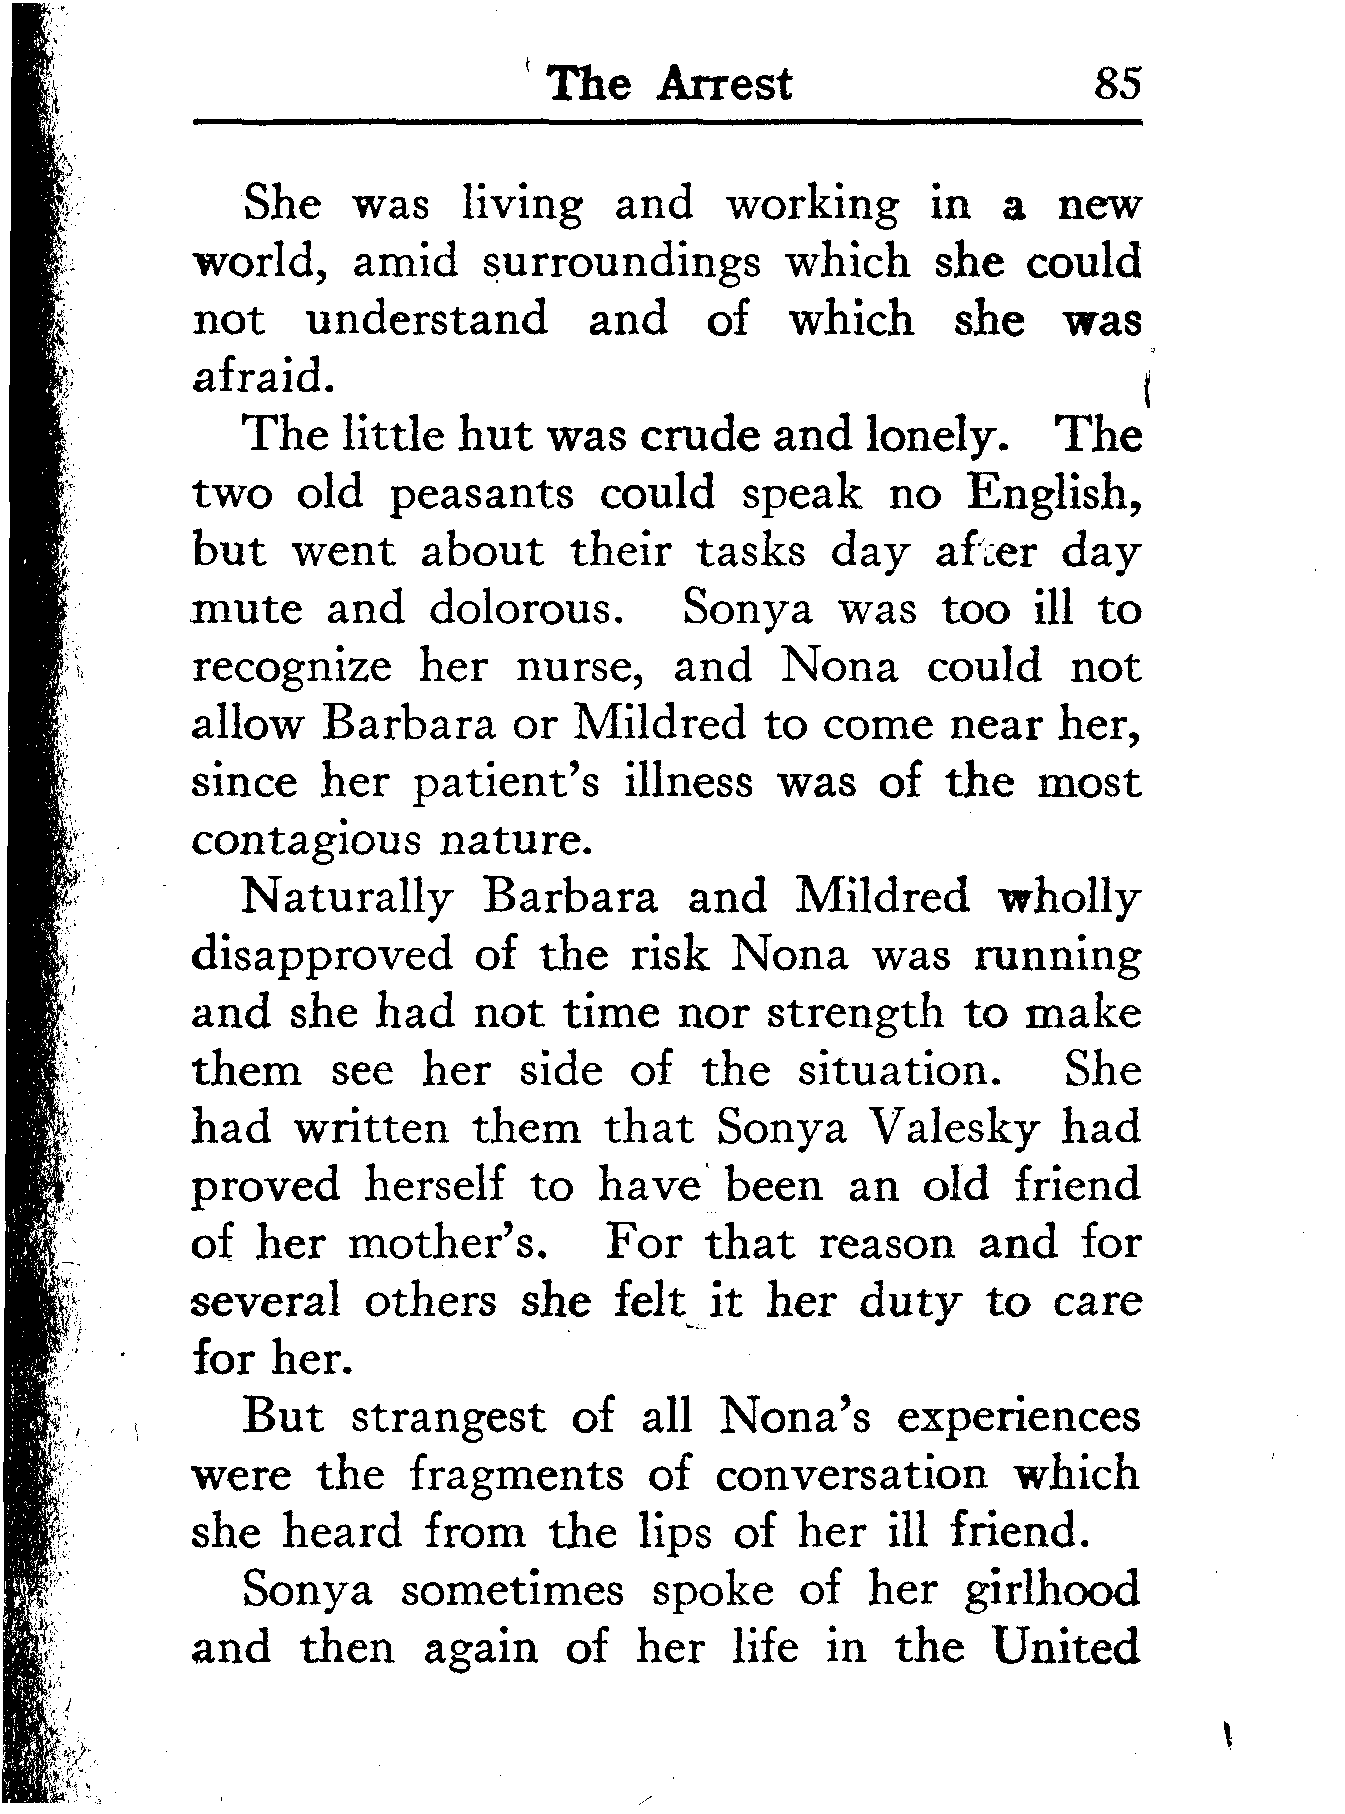 The Arrest 85
She was living and working in a new
world, amid surroundings which she could
not understand and of which she was
afraid.
The little hut was crude and lonely. The
two old peasants could speak no English,
but went about their tasks day after day
mute and dolorous. Sonya was too ill to
recognize her nurse, and Nona could not
allow Barbara or Mildred to come near her,
since her patient's illness was of the most
contagious nature.
Naturally Barbara and Mildred wholly
disapproved of the risk Nona was running
and she had not time nor strength to make
them see her side of the situation. She
had written them that Sonya Valesky had
proved herself to have been an old friend
of her mother's. For that reason and for
several others she felt it her duty to care
for her.
But strangest of all Nona's experiences
were the fragments of conversation which
she heard from the lips of her ill friend.
Sonya sometimes spoke of her girlhood
and then again of her life in the United